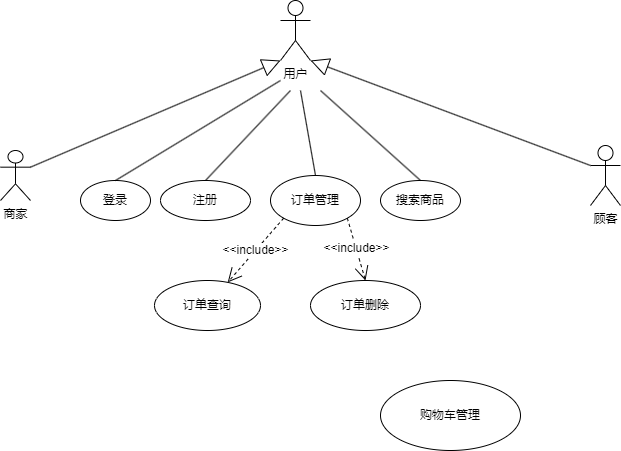 用户
商家
登录
注册
订单管理
搜索商品
顾客
<<include>>
<<include>>
订单查询
订单删除
购物车管理